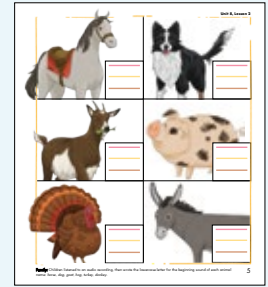 Unit 8, Lesson 2
Family: Children listened to an audio recording, then wrote the lowercase letter for the beginning sound of each animal
name: horse, dog, goat, hog, turkey, donkey.
5